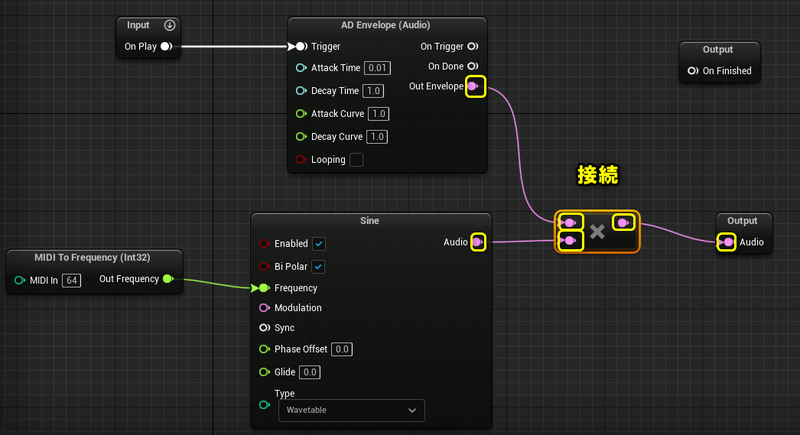 Input
On Play
AD Envelope (Audio)
Trigger
On Trigger
Attack Time 0.01
On Done
Decay Time 1.0
Out Envelope
Attack Curve 1.0
Decay Curve 1.0
Looping
Output
On Finished
接続
Sine
Enabled
Audio
Bi Polar
Frequency
Modulation
Sync
Phase Offset 0.0
Glide 0.0
Type
Wavetable
MIDI To Frequency (Int32)
MIDI In 64
Out Frequency
Output
Audio